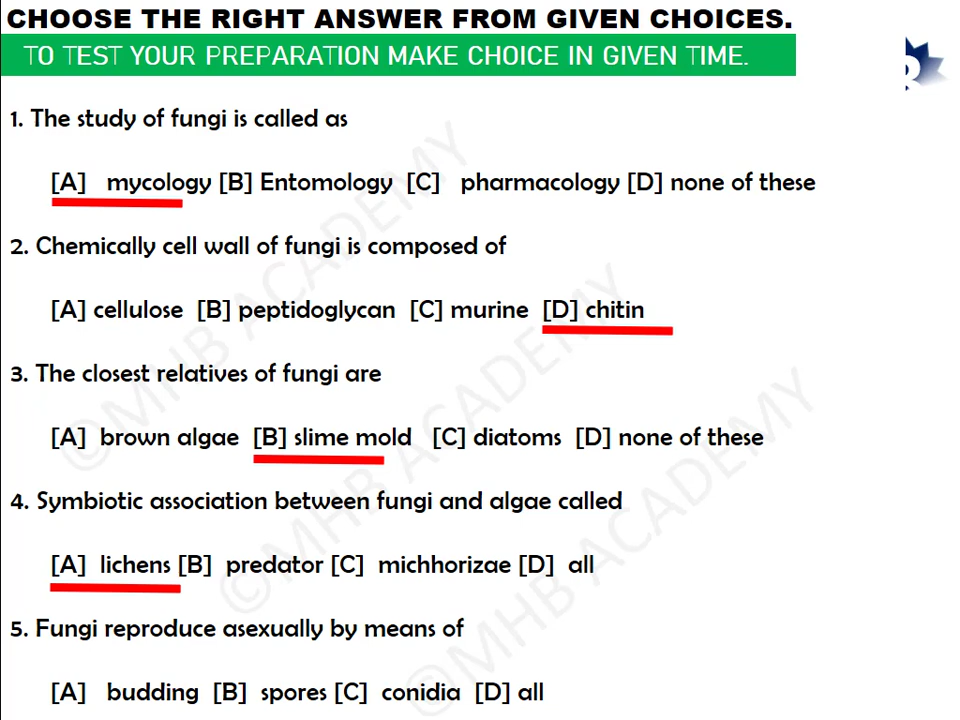 CHOOSE THE RIGHT ANSWER FROM GIVEN CHOICES.
TO TEST YOUR PREPARATION MAKE CHOICE IN GIVEN TIME.
1. The study of fungi is called as
[A] mycology [B] Entomology [C] pharmacology [D] none of these
2. Chemically cell wall of fungi is composed of
[A] cellulose [B] peptidoglycan [C] murine [D] chitin
3. The closest relatives of fungi are
[A] brown algae [B] slime mold [C] diatoms [D] none of these
4. Symbiotic association between fungi and algae called
[A] lichens [B] predator [C] michhorizae [D] all
5. Fungi reproduce asexually by means of
[A] budding [B] spores [C] conidia [D] all
©MHB ACADEMY
©MHB ACADEMY
©MHB ACADEMY